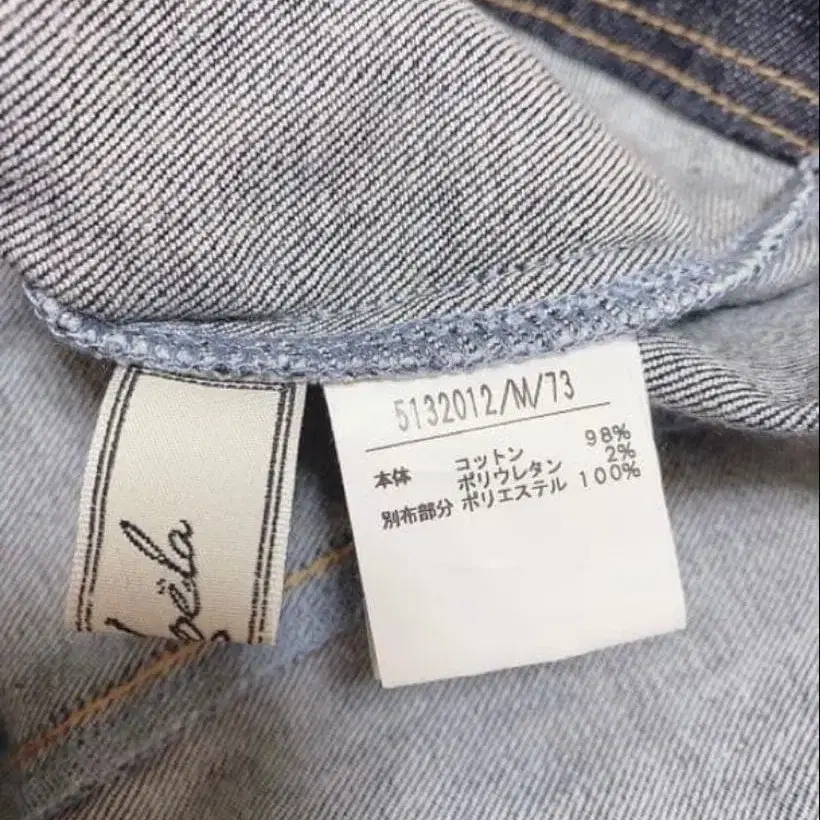 5132012/M/73
本体 コットン 98%
ポリウレタン 2%
別布部分 ポリエステル 100%